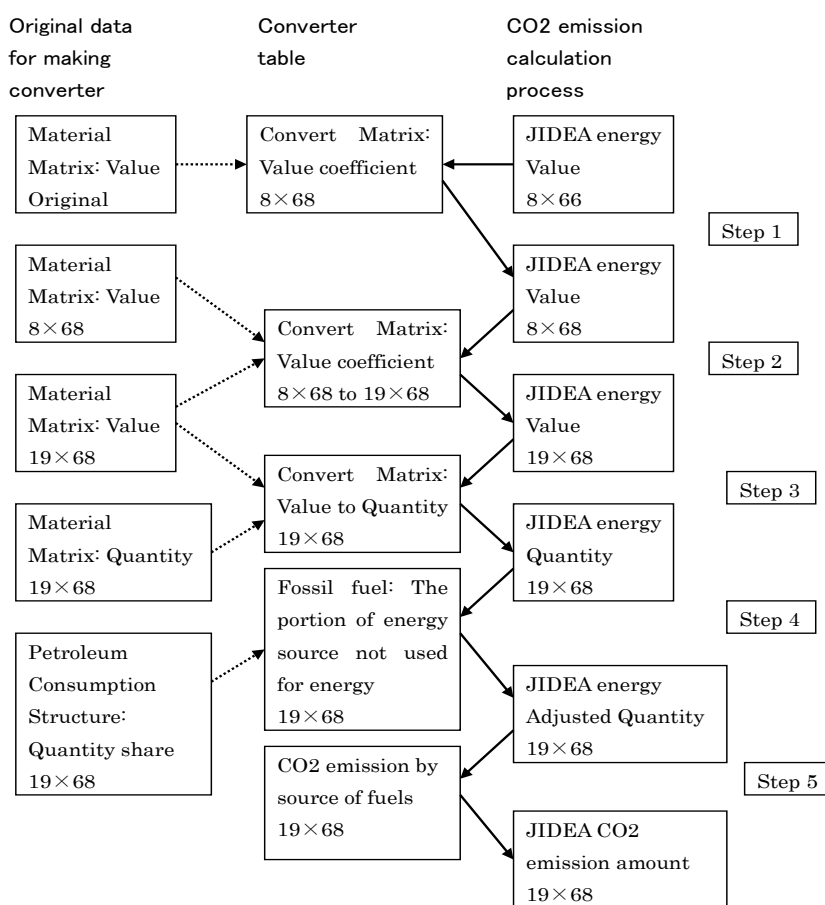 Original data
for making
converter
Converter
table
CO2 emission
calculation
process
Material
Matrix: Value
Original
Convert Matrix:
Value coefficient
8×68
JIDEA energy
Value
8×66
Step 1
Material
Matrix: Value
8×68
JIDEA energy
Value
8×68
Convert Matrix:
Value coefficient
8×68 to 19×68
Step 2
Material
Matrix: Value
19×68
JIDEA energy
Value
19×68
Convert Matrix:
Value to Quantity
19×68
Step 3
Material
Matrix: Quantity
19×68
JIDEA energy
Quantity
19×68
Fossil fuel: The
portion of energy
source not used
for energy
19×68
Step 4
Petroleum
Consumption
Structure:
Quantity share
19×68
JIDEA energy
Adjusted Quantity
19×68
CO2 emission by
source of fuels
19×68
Step 5
JIDEA CO2
emission amount
19×68